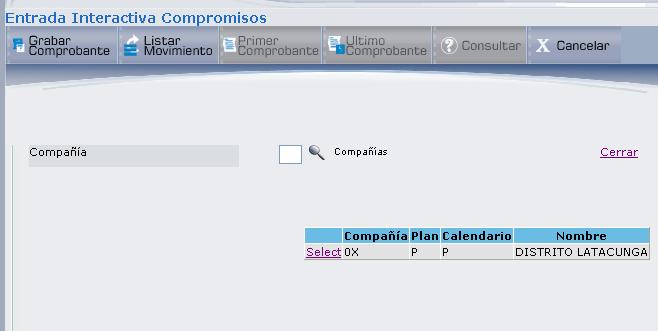 Entrada Interactiva Compromisos
Grabar Comprobante
Listar Movimiento
Primer Comprobante
Ultimo Comprobante
Consultar
X Cancelar
Compañía
Compañías
Cerrar
Compañía Plan Calendario Nombre
Select 0X P P DISTRITO LATACUNGA